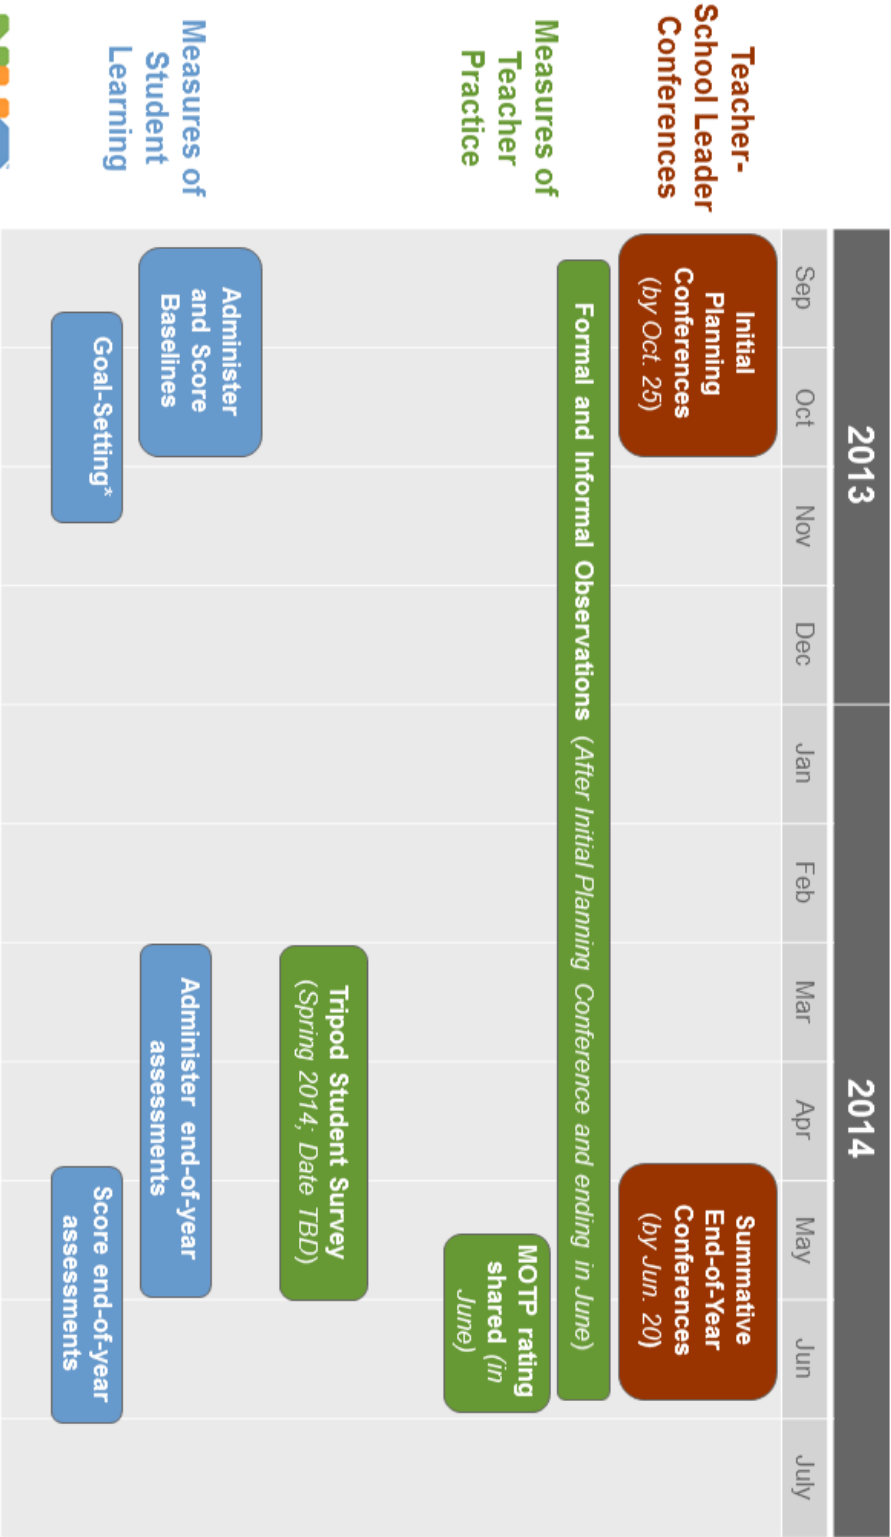 2013
2014
Sep
Oct
Nov
Dec
Jan
Feb
Mar
Apr
May
Jun
July
Teacher-
School Leader
Conferences
Initial
Planning
Conferences
(by Oct. 25)
Summative
End-of-Year
Conferences
(by Jun. 20)
Formal and Informal Observations (After Initial Planning Conference and ending in June)
Measures of
Teacher
Practice
MOTP rating
shared (in
June)
Tripod Student Survey
(Spring 2014; Date TBD)
Measures of
Student
Learning
Administer
and Score
Baselines
Administer end-of-year
assessments
Goal-Setting*
Score end-of-year
assessments